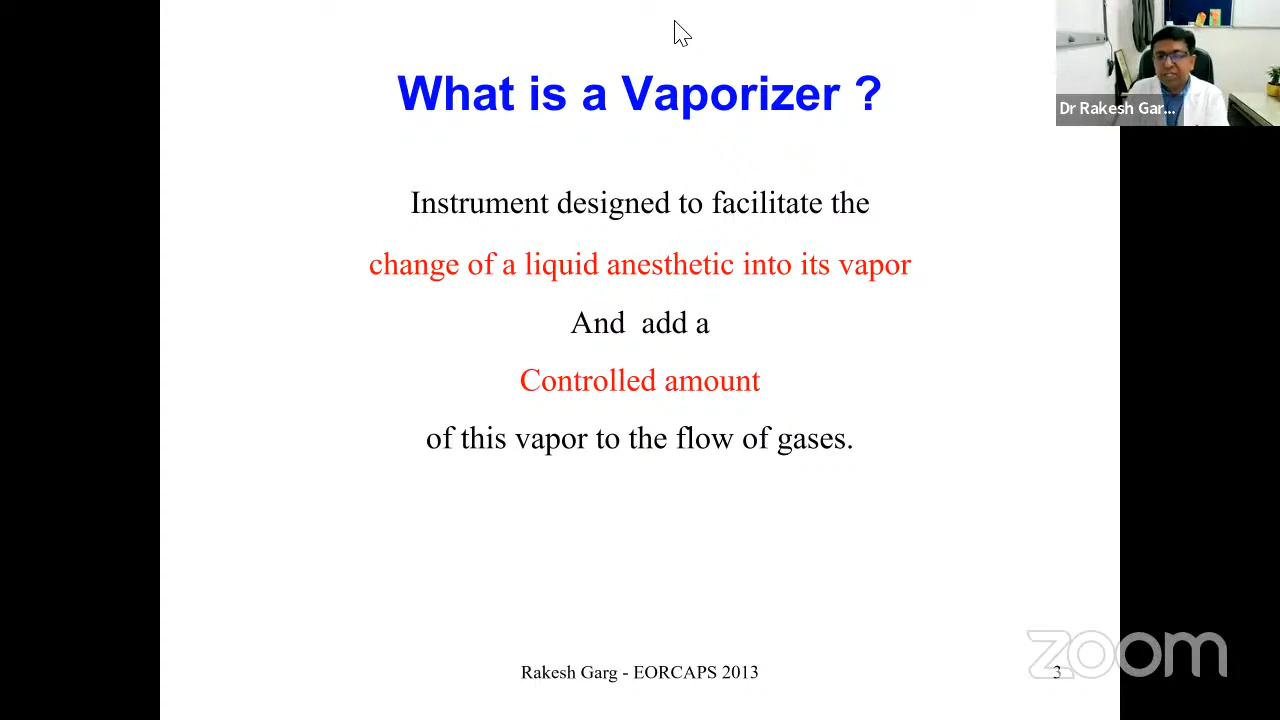 What is a Vaporizer ?
Dr Rakesh Gar...
Instrument designed to facilitate the
change of a liquid anesthetic into its vapor
And add a
Controlled amount
of this vapor to the flow of gases.
zoom
Rakesh Garg - EORCAPS 2013
3